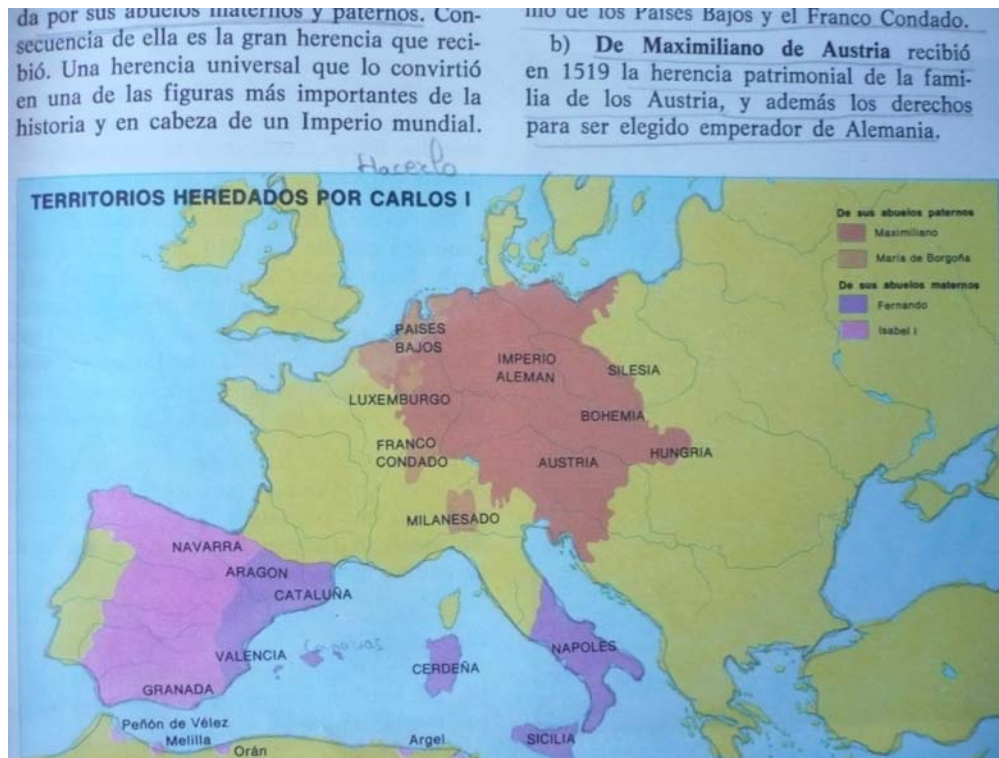 da por sus abuelos maternos y paternos. Con-
secuencia de ella es la gran herencia que reci-
bió. Una herencia universal que lo convirtió
en una de las figuras más importantes de la
historia y en cabeza de un Imperio mundial.
mo de los Países Bajos y el Franco Condado.
b) De Maximiliano de Austria recibió
en 1519 la herencia patrimonial de la fami-
lia de los Austria, y además los derechos
para ser elegido emperador de Alemania.
Hacerlo
TERRITORIOS HEREDADOS POR CARLOS I
De sus abuelos paternos
Maximiliano
María de Borgoña
De sus abuelos maternos
Fernando
Isabel I
PAISES
BAJOS
IMPERIO
ALEMAN
SILESIA
LUXEMBURGO
BOHEMIA
FRANCO
CONDADO
AUSTRIA
HUNGRIA
MILANESADO
NAVARRA
ARAGON
CATALUÑA
VALENCIA
NAPOLES
CERDEÑA
GRANADA
Peñón de Vélez
Melilla
Orán
Argel
SICILIA